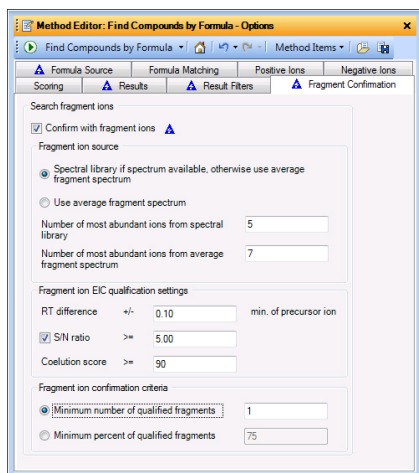 Method Editor: Find Compounds by Formula - Options
Find Compounds by Formula
Method Items
Formula Source Formula Matching Positive Ions Negative Ions
Scoring Results Result Filters Fragment Confirmation
Search fragment ions
Confirm with fragment ions
Fragment ion source
Spectral library if spectrum available, otherwise use average
fragment spectrum
Use average fragment spectrum
Number of most abundant ions from spectral
library
5
Number of most abundant ions from average
fragment spectrum
7
Fragment ion EIC qualification settings
RT difference +/- 0.10 min. of precursor ion
S/N ratio >= 5.00
Coelution score >= 90
Fragment ion confirmation criteria
Minimum number of qualified fragments 1
Minimum percent of qualified fragments 75